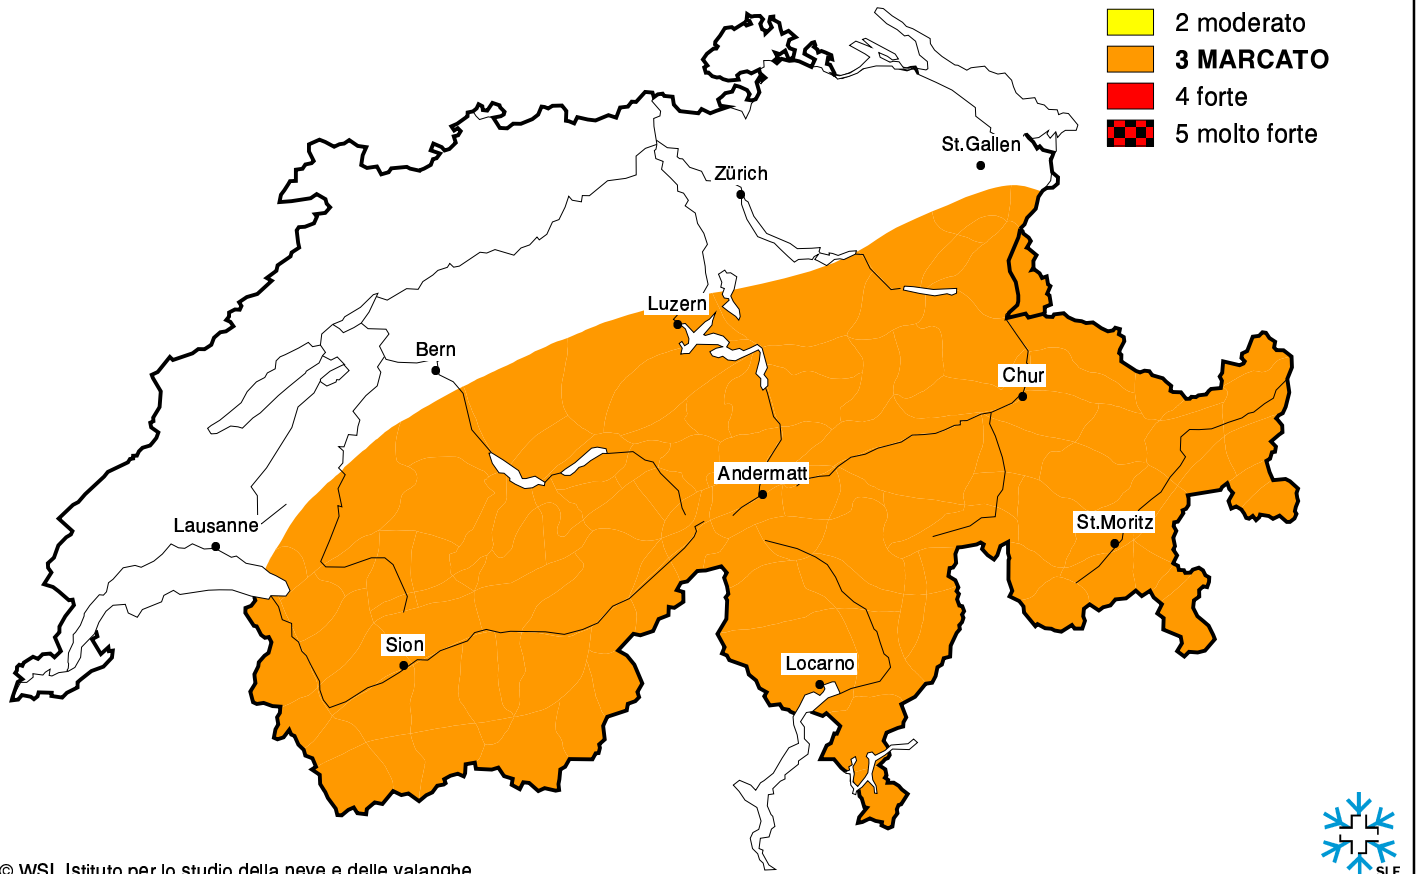 2 moderato
3 MARCATO
4 forte
5 molto forte
St.Gallen
Zürich
Luzern
Bern
Chur
Andermatt
Lausanne
St.Moritz
Sion
Locarno
© WSL Istituto per lo studio della neve e delle valanghe
SLF